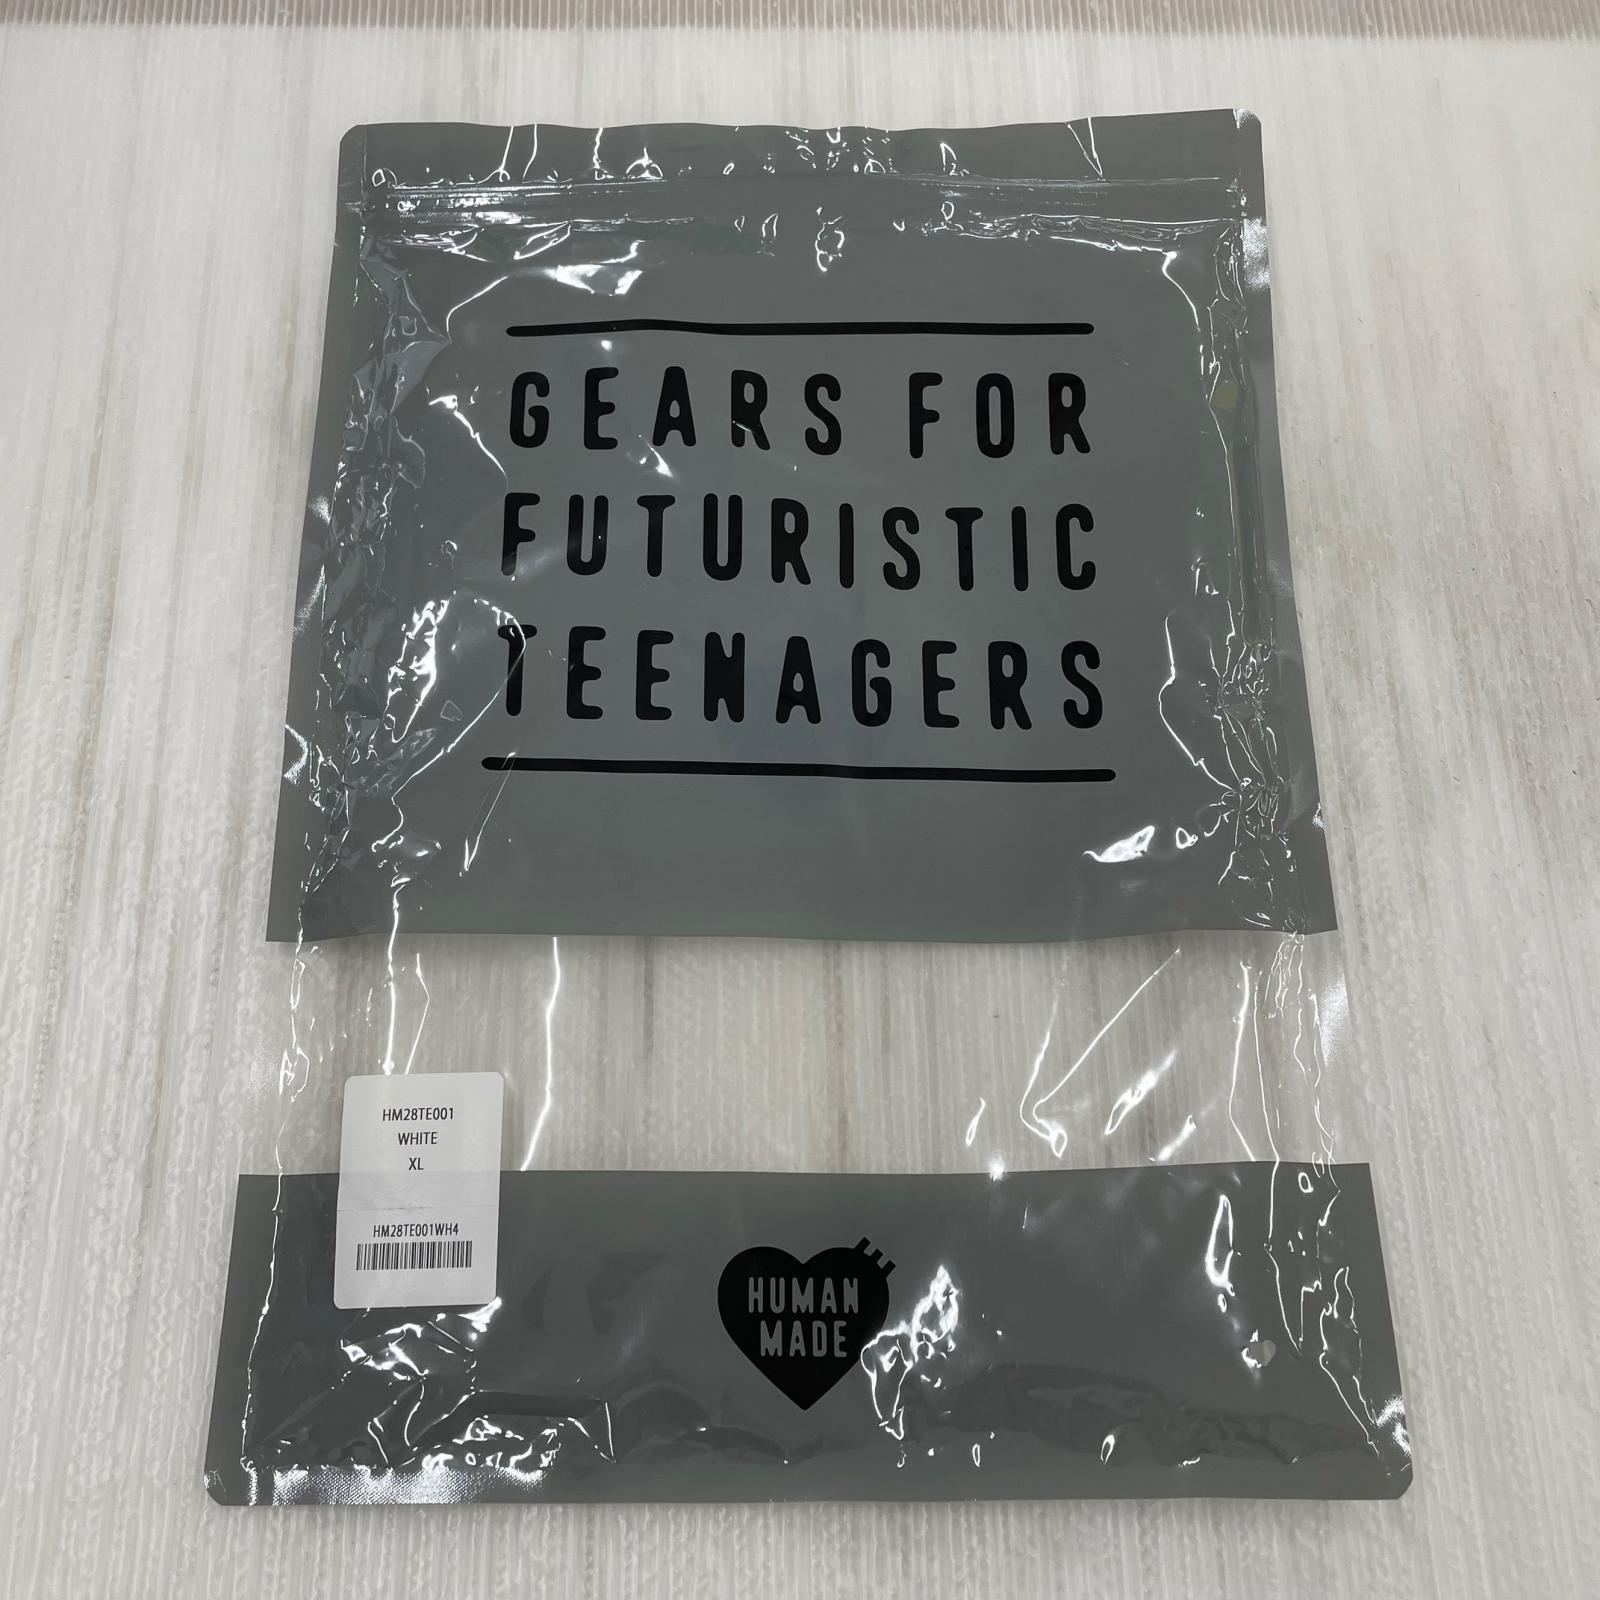 GEARS FOR
FUTURISTIC
TEENAGERS
HM28TE001
WHITE
XL
HM28TE001WH4
HUMAN
MADE